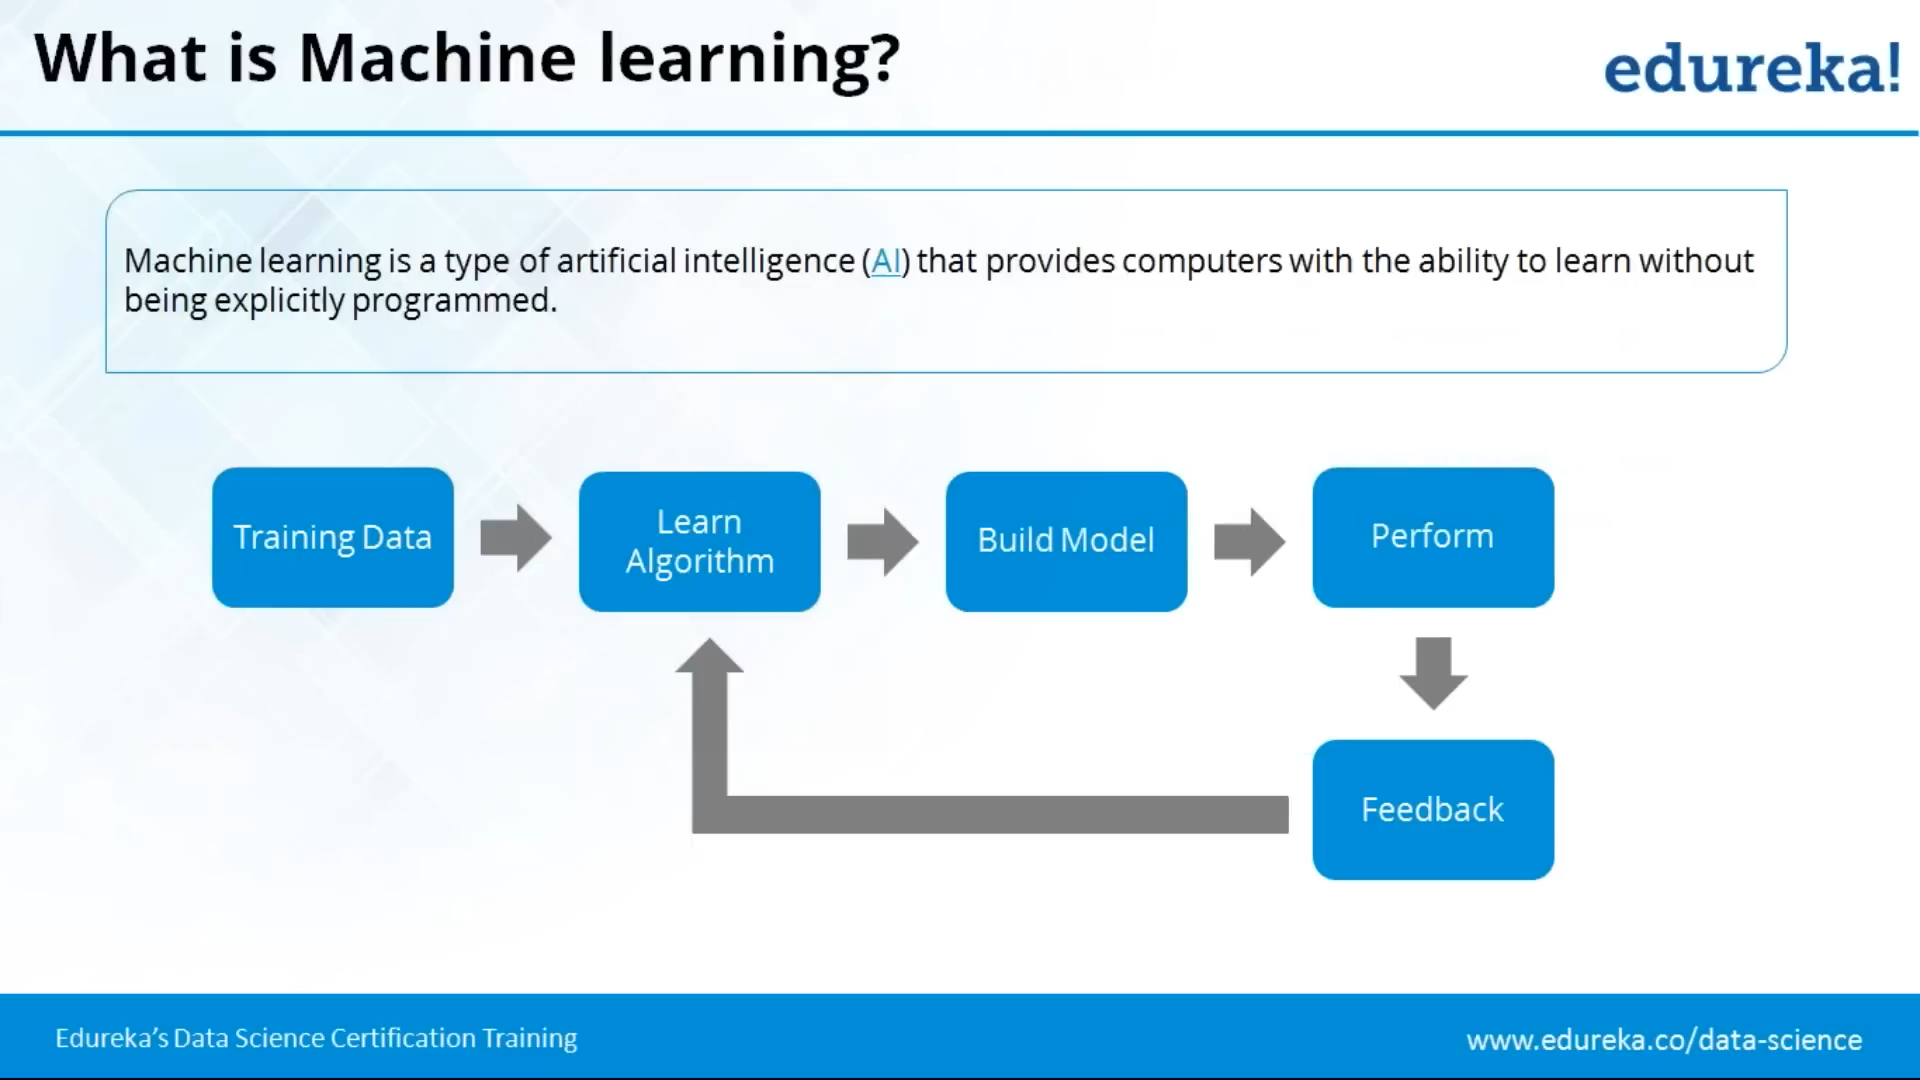 What is Machine learning?
edureka!
Machine learning is a type of artificial intelligence (AI) that provides computers with the ability to learn without
being explicitly programmed.
Training Data
Learn
Algorithm
Build Model
Perform
Feedback
Edureka’s Data Science Certification Training
www.edureka.co/data-science